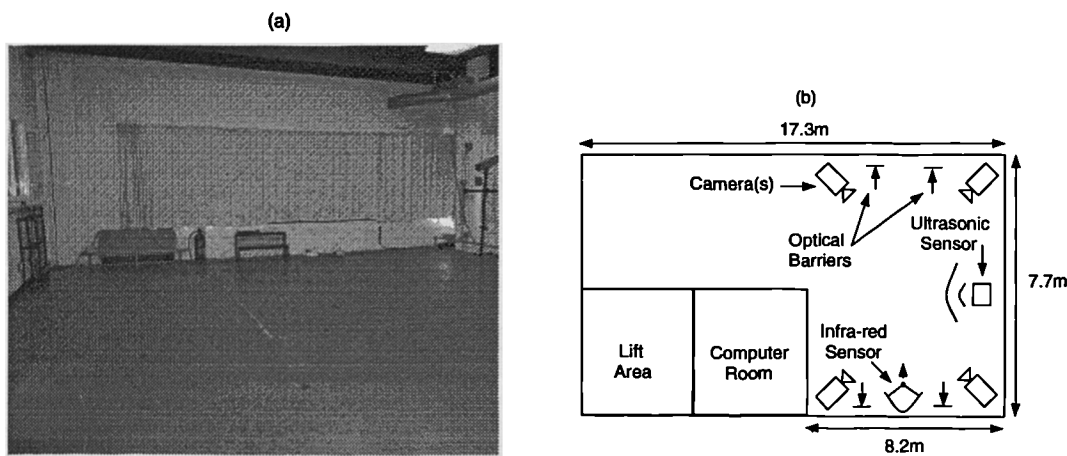 (a)
(b)
17.3m
Camera(s)
Optical
Barriers
Ultrasonic
Sensor
7.7m
Infra-red
Sensor
Lift
Area
Computer
Room
8.2m